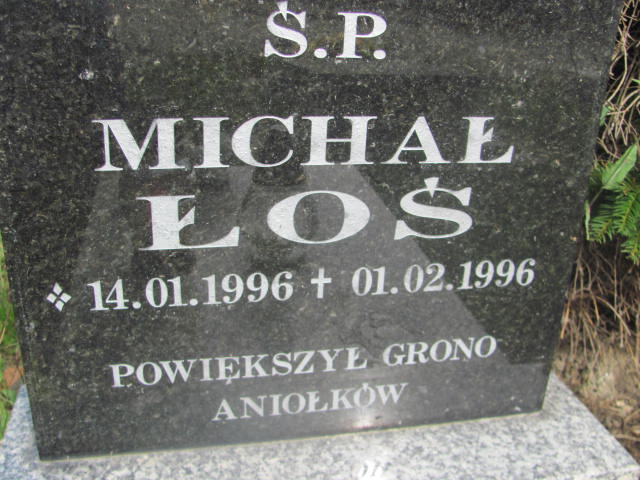 Ś.P.
MICHAŁ
ŁOŚ
❖ 14.01.1996 ✝ 01.02.1996
POWIĘKSZYŁ GRONO
ANIOŁKÓW